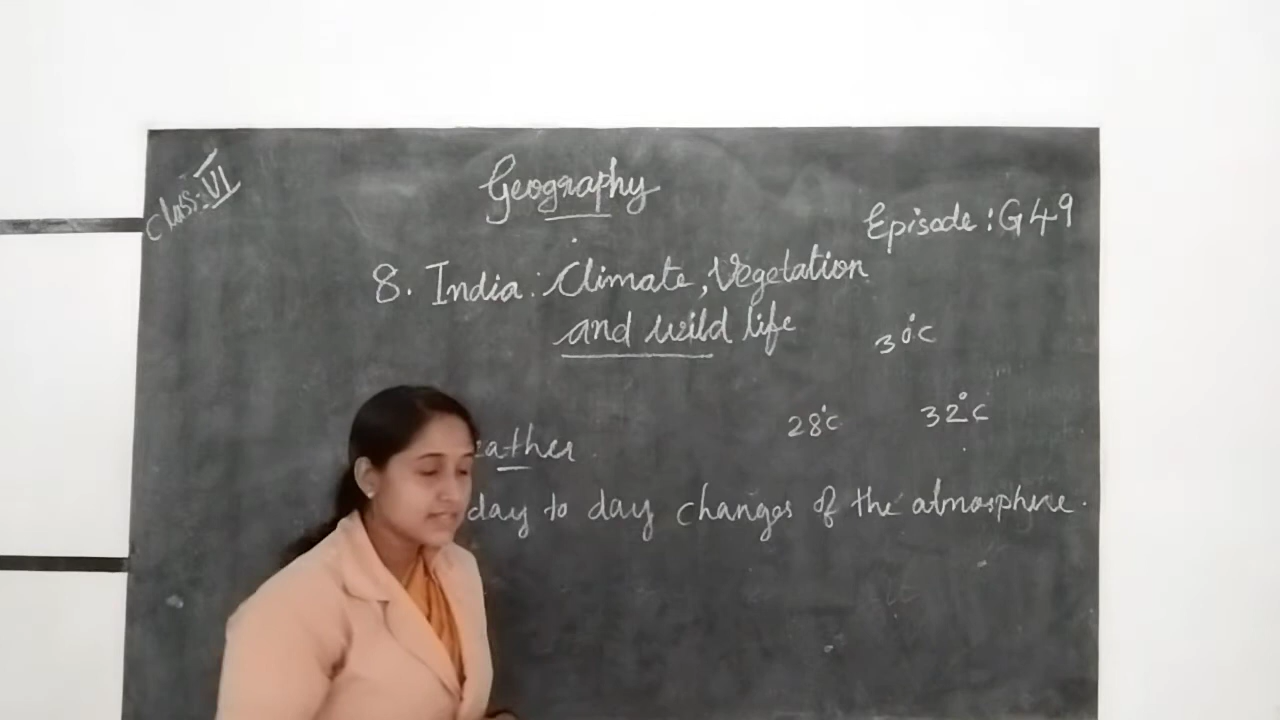 Class: VI
Geography
Episode: G49
8. India: Climate, Vegetation
and wild life
30°C
28°C 32°C
day to day changes of the atmosphere.